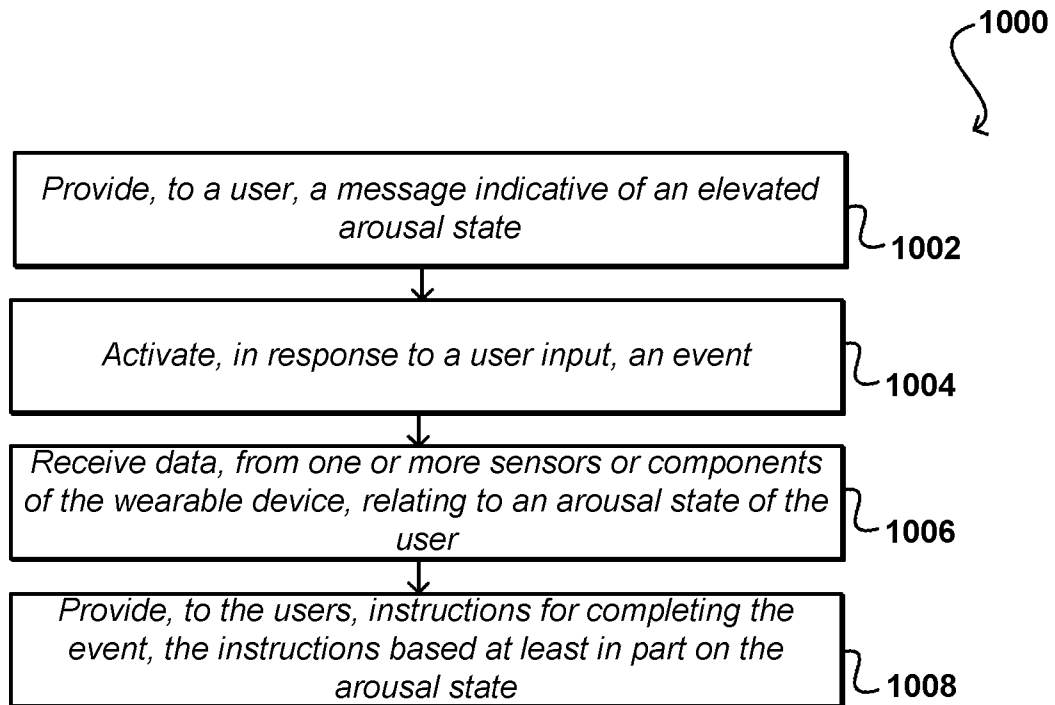 1000
Provide, to a user, a message indicative of an elevated
arousal state
1002
Activate, in response to a user input, an event
1004
Receive data, from one or more sensors or components
of the wearable device, relating to an arousal state of the
user
1006
Provide, to the users, instructions for completing the
event, the instructions based at least in part on the
arousal state
1008